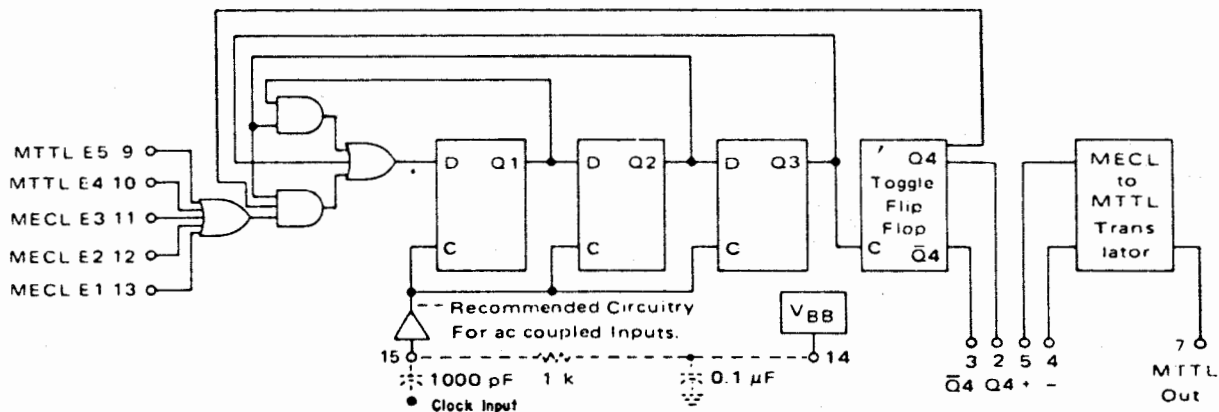 MTTL E5 9
MTTL E4 10
MECL E3 11
MECL E2 12
MECL E1 13
D Q1
C
D Q2
C
D Q3
C
Q4
Toggle
Flip
Flop
C Q̅4
MECL
to
MTTL
Trans
lator
Recommended Circuitry
For ac coupled Inputs.
VBB
15
14
1000 pF
1 k
0.1 µF
Clock Input
3 2 5 4
Q̅4 Q4 + -
7
MTTL
Out